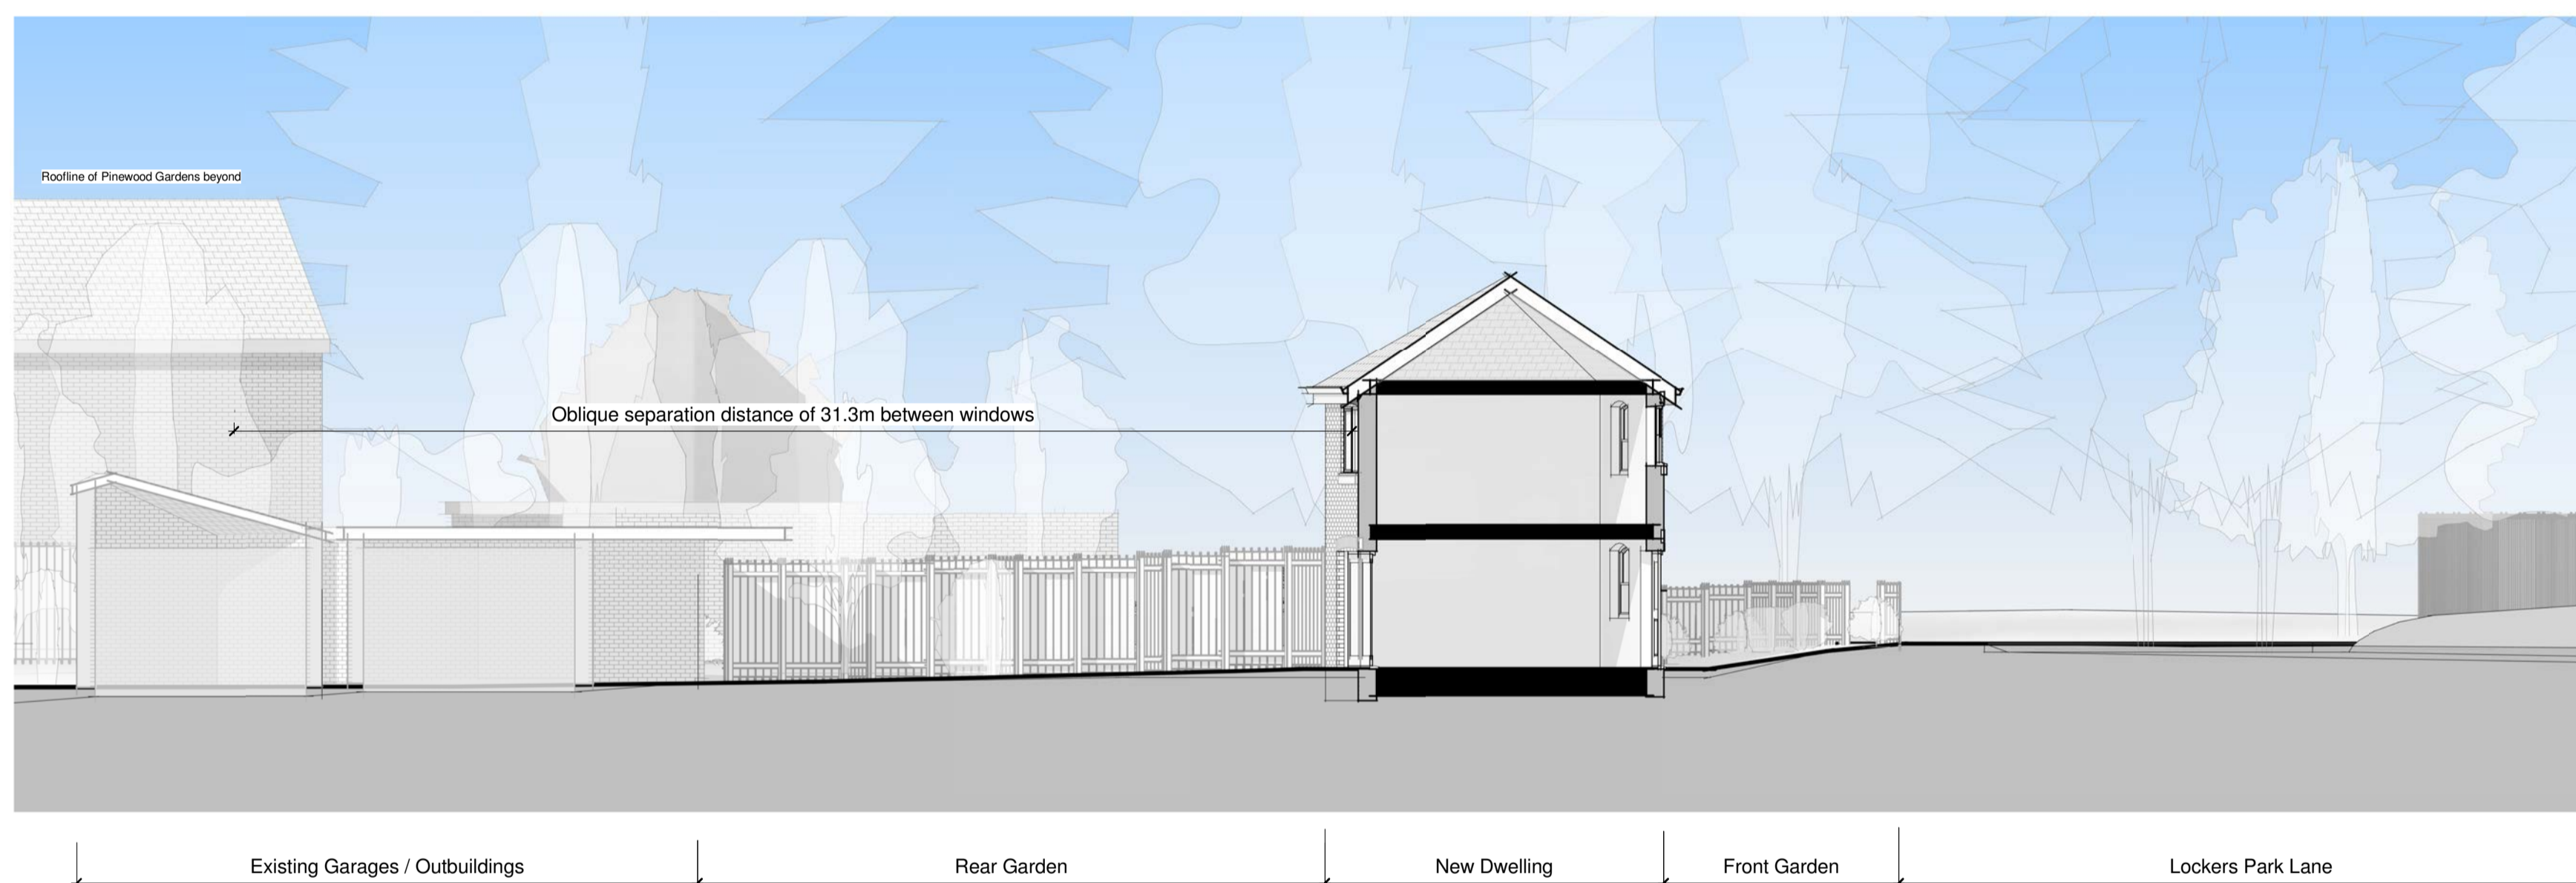 Roofline of Pinewood Gardens beyond
Oblique separation distance of 31.3m between windows
Existing Garages / Outbuildings
Rear Garden
New Dwelling
Front Garden
Lockers Park Lane